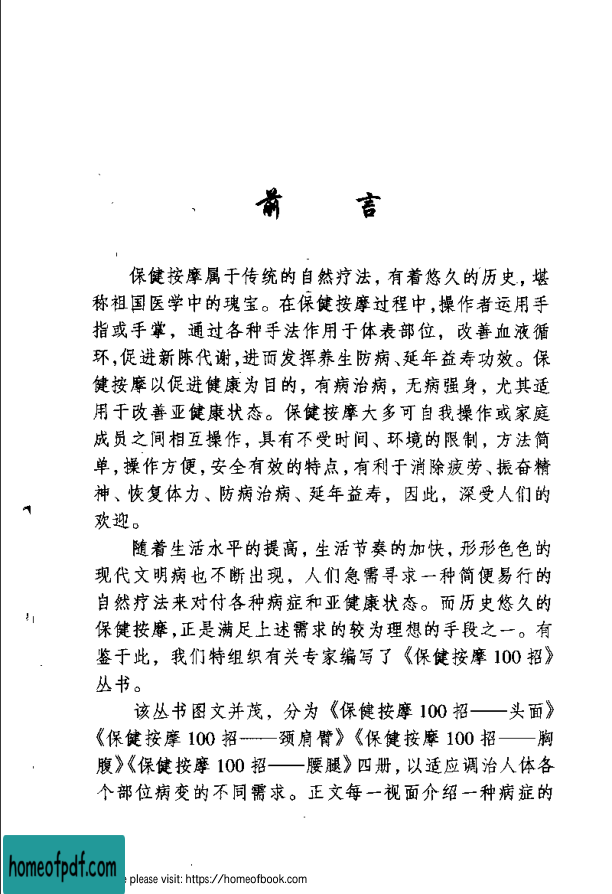 前言
保健按摩属于传统的自然疗法，有着悠久的历史，堪
称祖国医学中的瑰宝。在保健按摩过程中，操作者运用手
指或手掌，通过各种手法作用于体表部位，改善血液循
环，促进新陈代谢，进而发挥养生防病、延年益寿功效。保
健按摩以促进健康为目的，有病治病，无病强身，尤其适
用于改善亚健康状态。保健按摩大多可自我操作或家庭
成员之间相互操作，具有不受时间、环境的限制，方法简
单，操作方便，安全有效的特点，有利于消除疲劳、振奋精
神、恢复体力、防病治病、延年益寿，因此，深受人们的
欢迎。
随着生活水平的提高，生活节奏的加快，形形色色的
现代文明病也不断出现，人们急需寻求一种简便易行的
自然疗法来对付各种病症和亚健康状态。而历史悠久的
保健按摩，正是满足上述需求的较为理想的手段之一。有
鉴于此，我们特组织有关专家编写了《保健按摩100招》
丛书。
该丛书图文并茂，分为《保健按摩100招——头面》
《保健按摩100招——颈肩臂》《保健按摩100招——胸
腹》《保健按摩100招——腰腿》四册，以适应调治人体各
个部位病变的不同需求。正文每一视面介绍一种病症的
homeofpdf.com
please visit: https://homeofbook.com